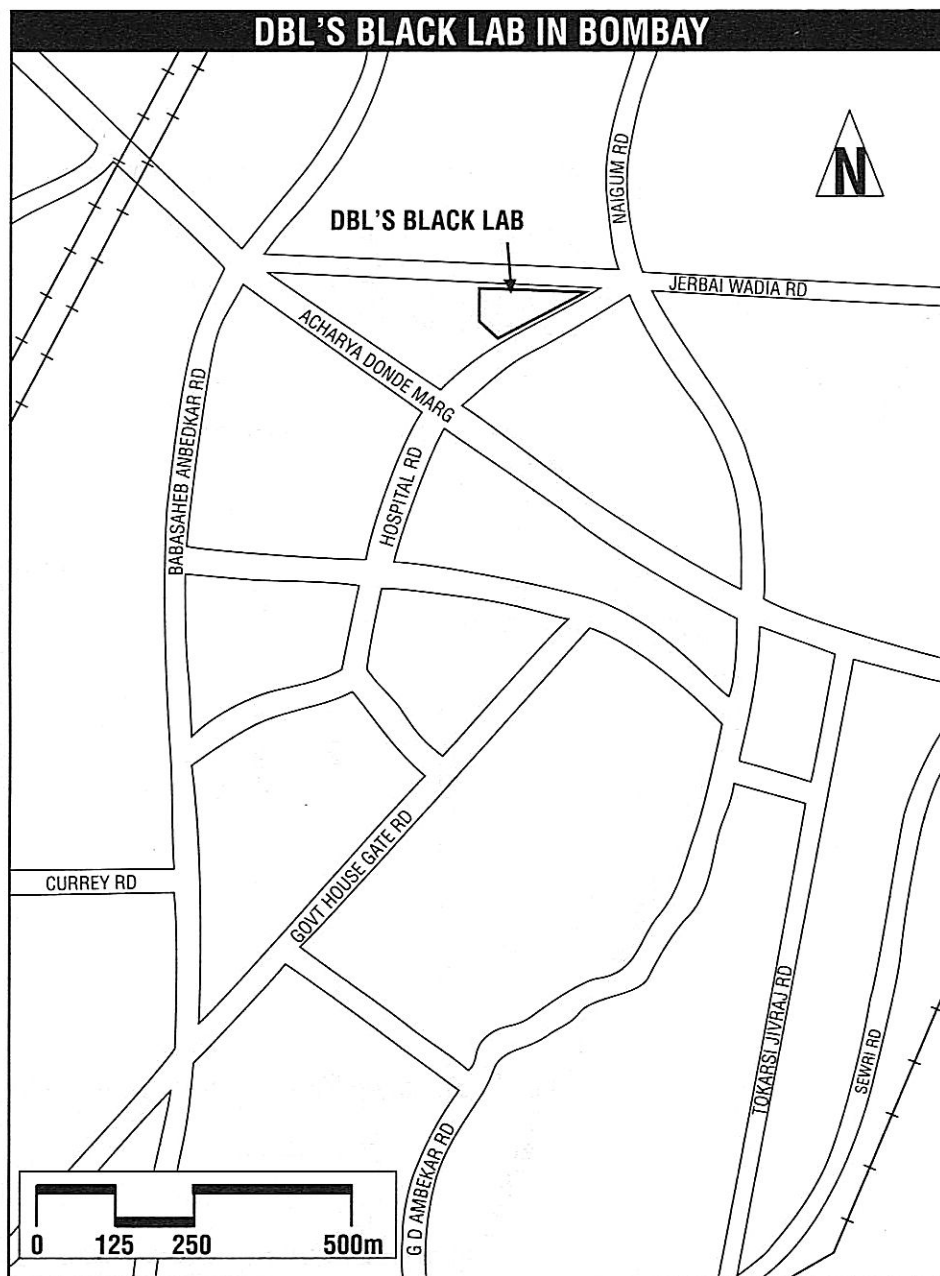 DBL'S BLACK LAB IN BOMBAY
NAIGUM RD
N
DBL'S BLACK LAB
JERBAI WADIA RD
ACHARYA DONDE MARG
BABASAHEB ANBEDKAR RD
HOSPITAL RD
CURREY RD
GOVT HOUSE GATE RD
TOKARSI JIVRAJ RD
SEWRI RD
G D AMBEKAR RD
0 125 250 500m